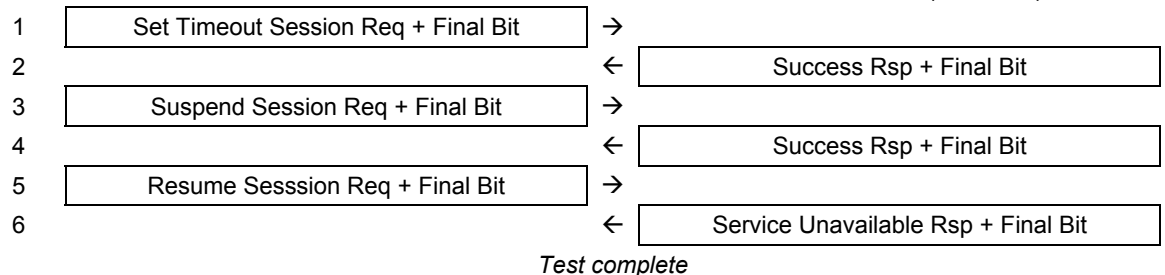 1 Set Timeout Session Req + Final Bit →
2 ← Success Rsp + Final Bit
3 Suspend Session Req + Final Bit →
4 ← Success Rsp + Final Bit
5 Resume Sesssion Req + Final Bit →
6 ← Service Unavailable Rsp + Final Bit
Test complete